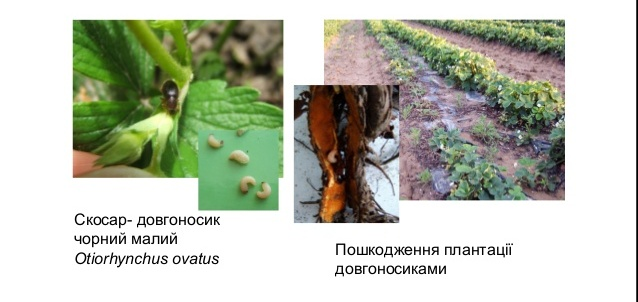 Скосар- довгоносик
чорний малий
Otiorhynchus ovatus
Пошкодження плантації
довгоносиками